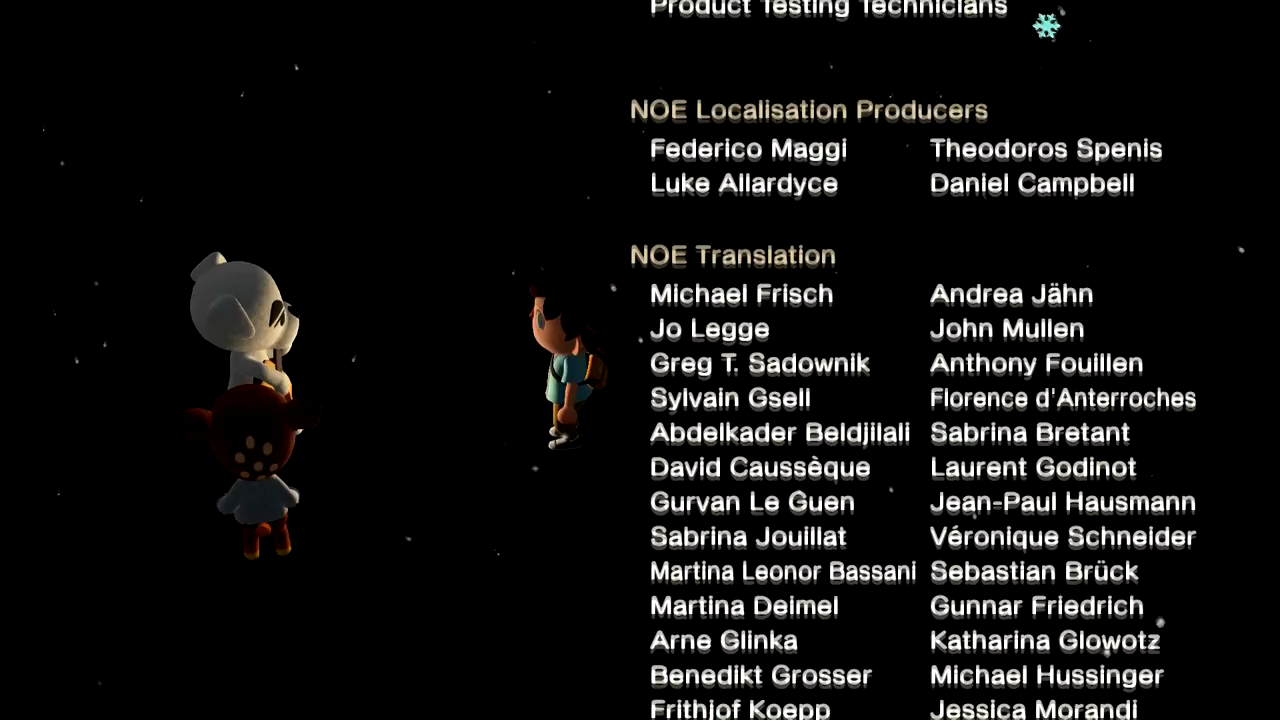 Product Testing Technicians
NOE Localisation Producers
Federico Maggi Theodoros Spenis
Luke Allardyce Daniel Campbell
NOE Translation
Michael Frisch Andrea Jähn
Jo Legge John Mullen
Greg T. Sadownik Anthony Fouillen
Sylvain Gsell Florence d'Anterroches
Abdelkader Beldjilali Sabrina Bretant
David Caussèque Laurent Godinot
Gurvan Le Guen Jean-Paul Hausmann
Sabrina Jouillat Véronique Schneider
Martina Leonor Bassani Sebastian Brück
Martina Deimel Gunnar Friedrich
Arne Glinka Katharina Glowotz
Benedikt Grosser Michael Hussinger
Frithjof Koepp Jessica Morandi